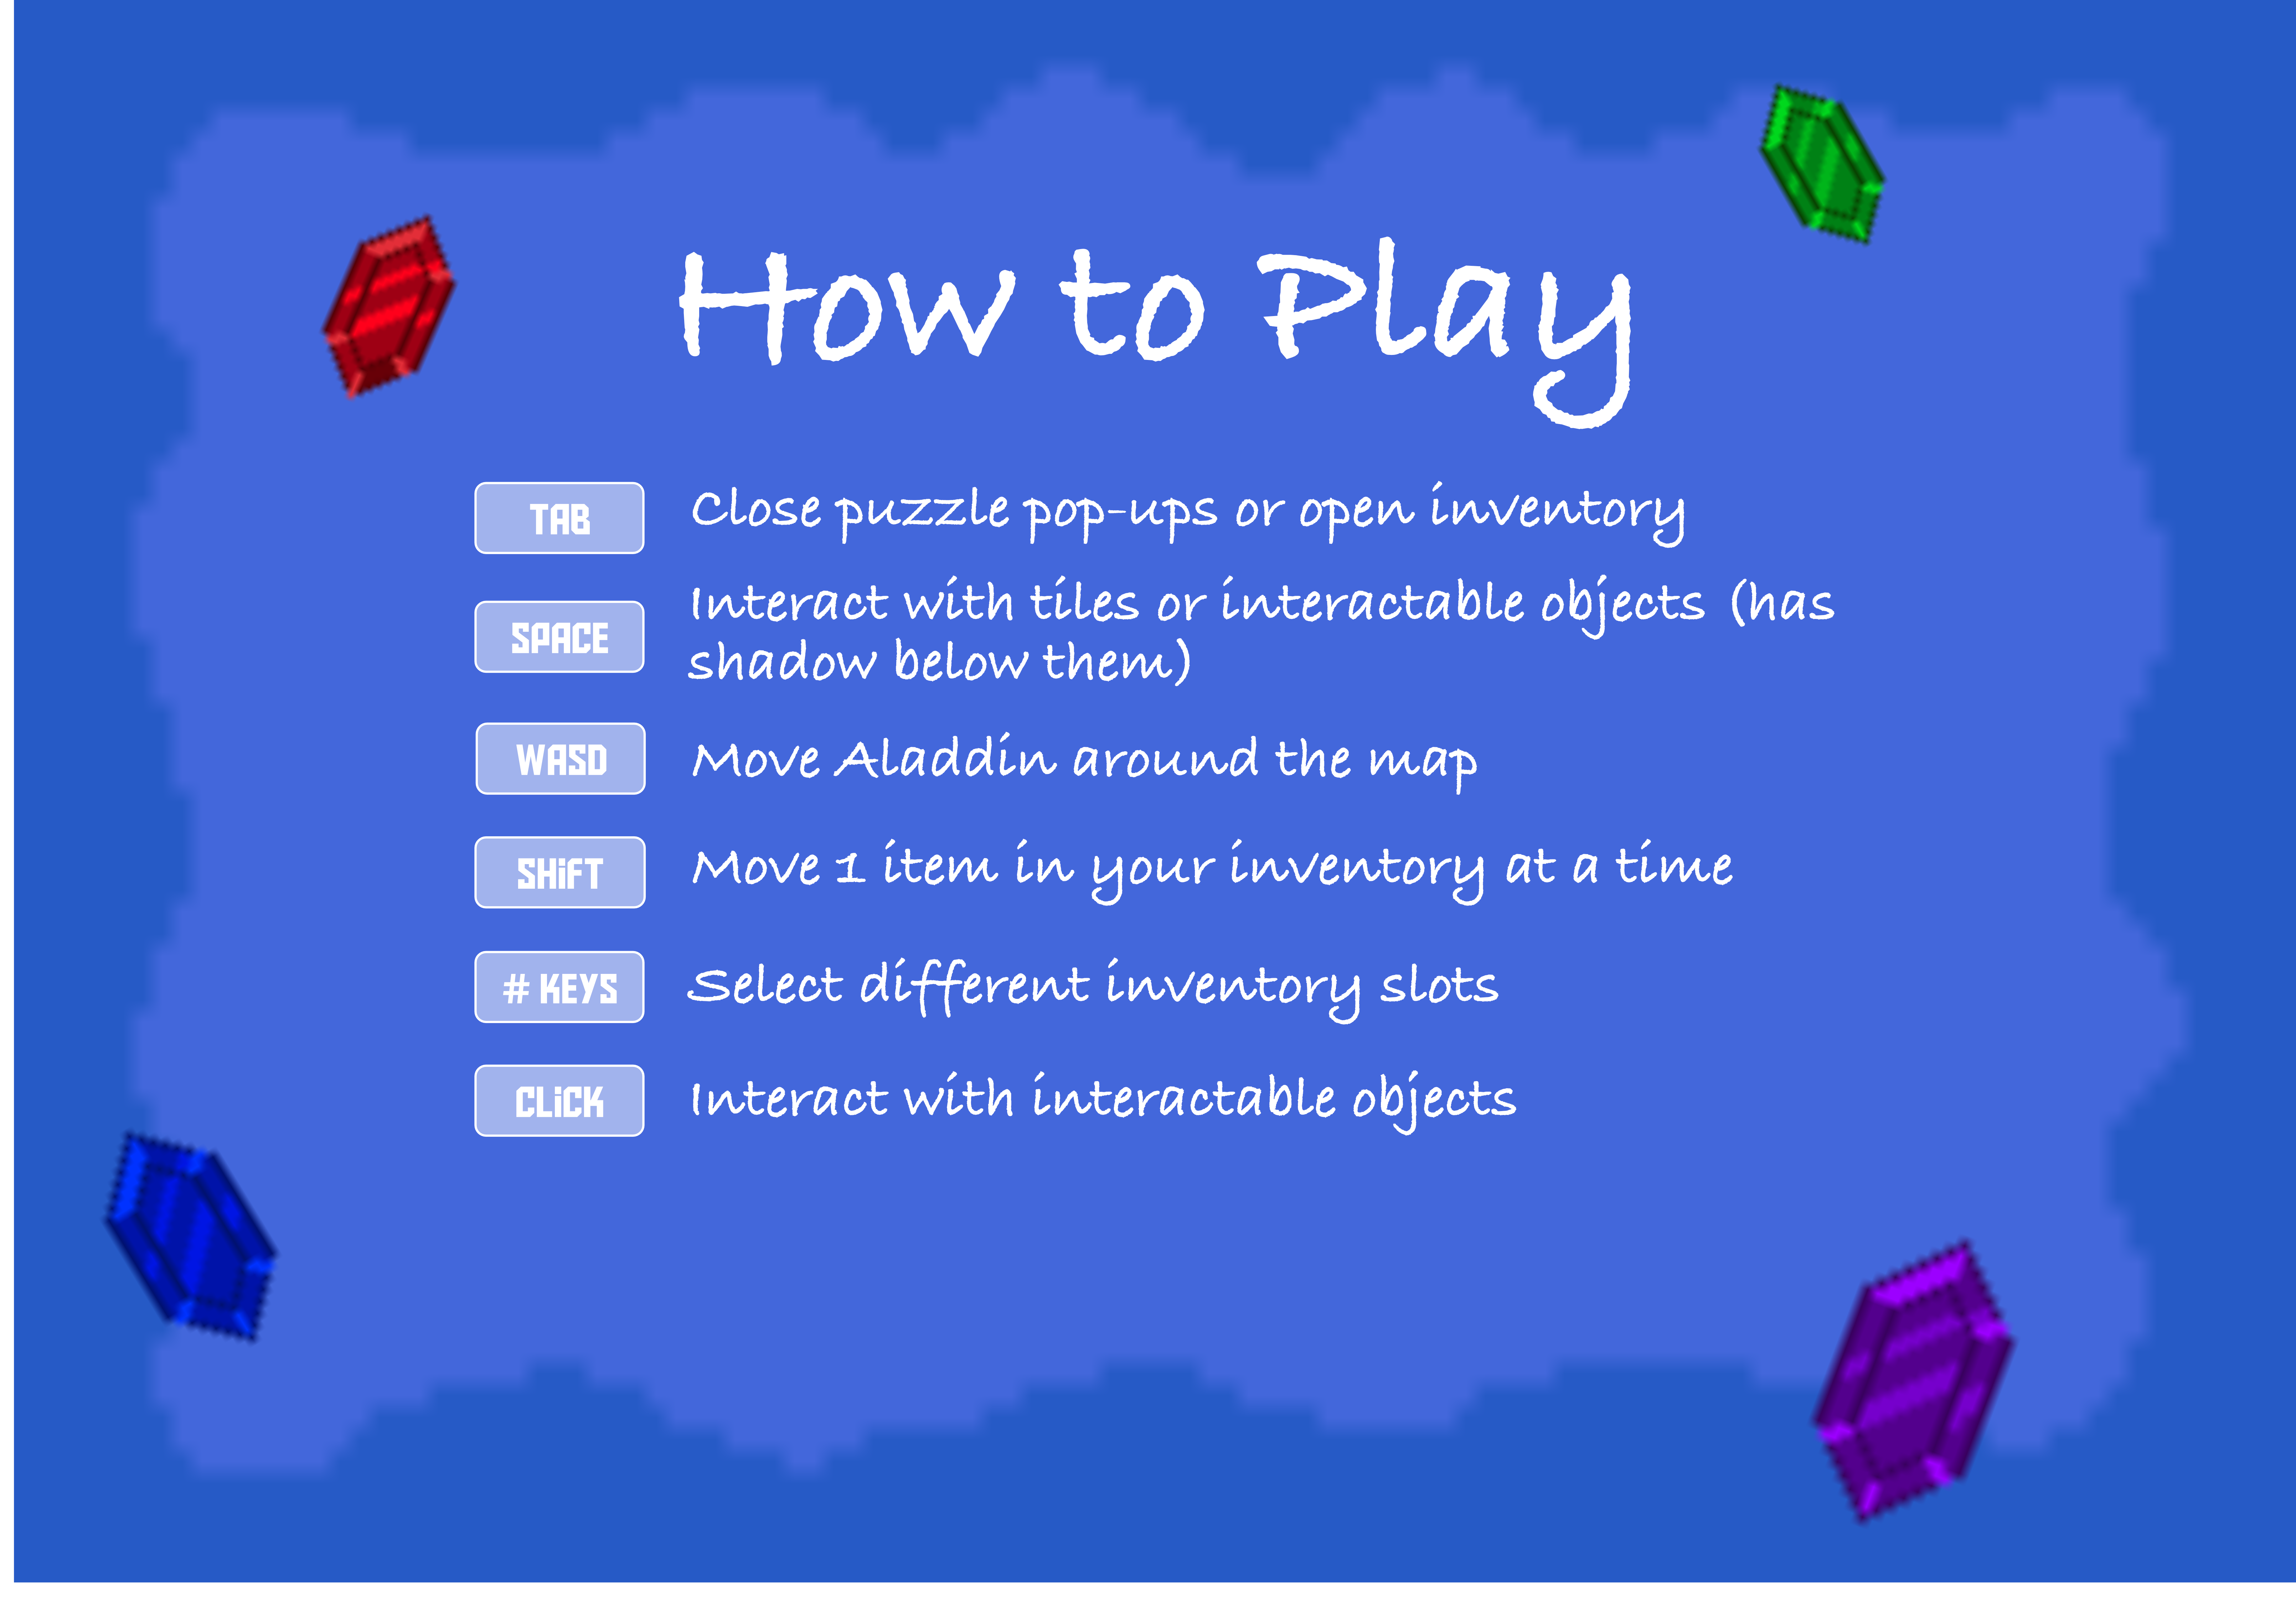 How to Play
TAB Close puzzle pop-ups or open inventory
SPACE Interact with tiles or interactable objects (has
shadow below them)
WASD Move Aladdin around the map
SHiFT Move 1 item in your inventory at a time
# KEYS Select different inventory slots
CLiCK Interact with interactable objects